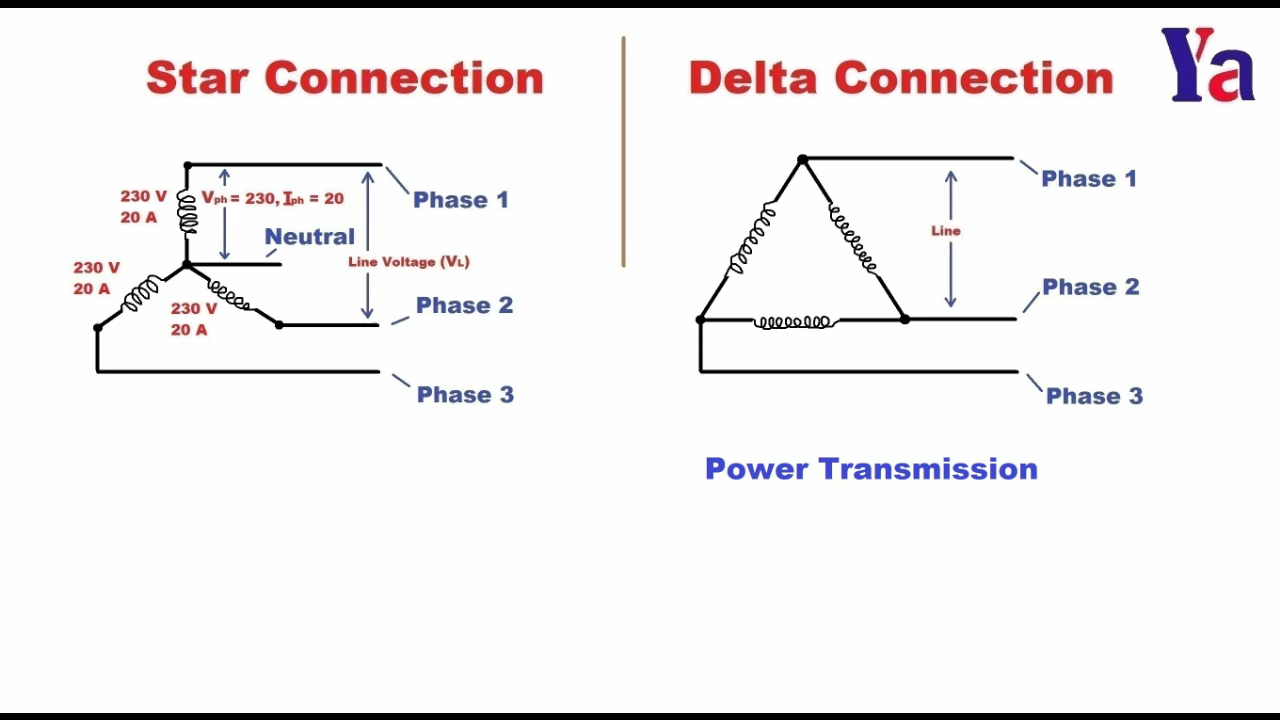 Star Connection
Delta Connection
Ya
230 V
20 A
Vph = 230, Iph = 20
Phase 1
Neutral
230 V
20 A
Line Voltage (VL)
230 V
20 A
Phase 2
Phase 3
Phase 1
Line
Phase 2
Phase 3
Power Transmission